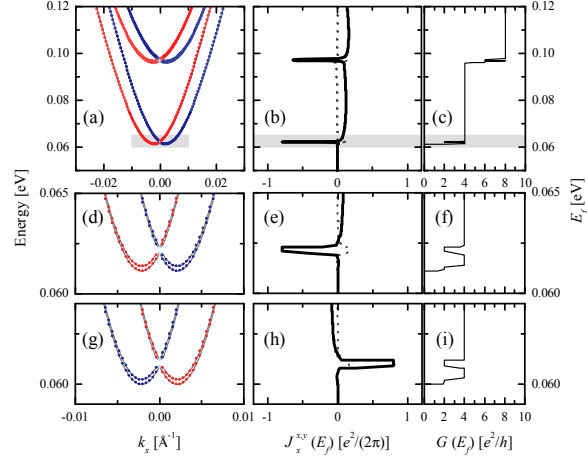 0.12
0.10
0.08
0.06
(a)
(b)
(c)
0.12
0.10
0.08
0.06
-0.02
0.00
0.02
-1
0
1
0
2
4
6
8
10
Energy [eV]
E_f [eV]
0.065
0.060
(d)
(e)
(f)
0.065
0.060
0.060
(g)
(h)
(i)
0.060
-0.01
0.00
0.01
-1
0
1
0
2
4
6
8
10
k_x [Å⁻¹]
J_x^{x,y} (E_f) [e²/(2π)]
G (E_f) [e²/h]